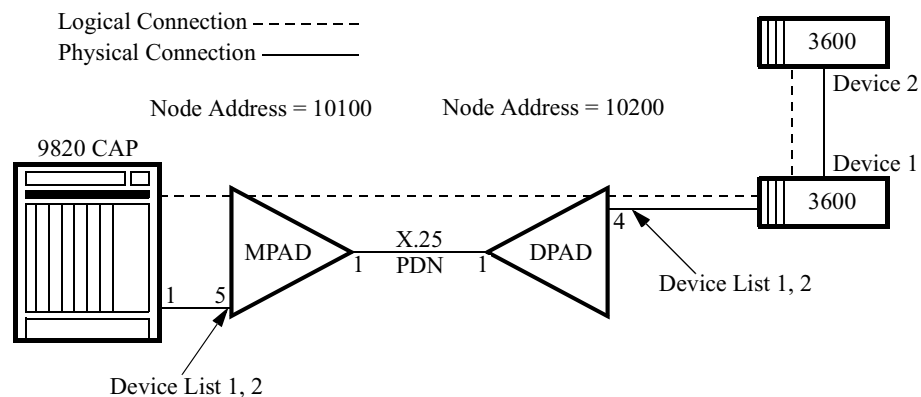 Logical Connection
Physical Connection
3600
Device 2
Node Address = 10100
Node Address = 10200
9820 CAP
Device 1
3600
MPAD
X.25
PDN
DPAD
4
1
1
1
5
Device List 1, 2
Device List 1, 2